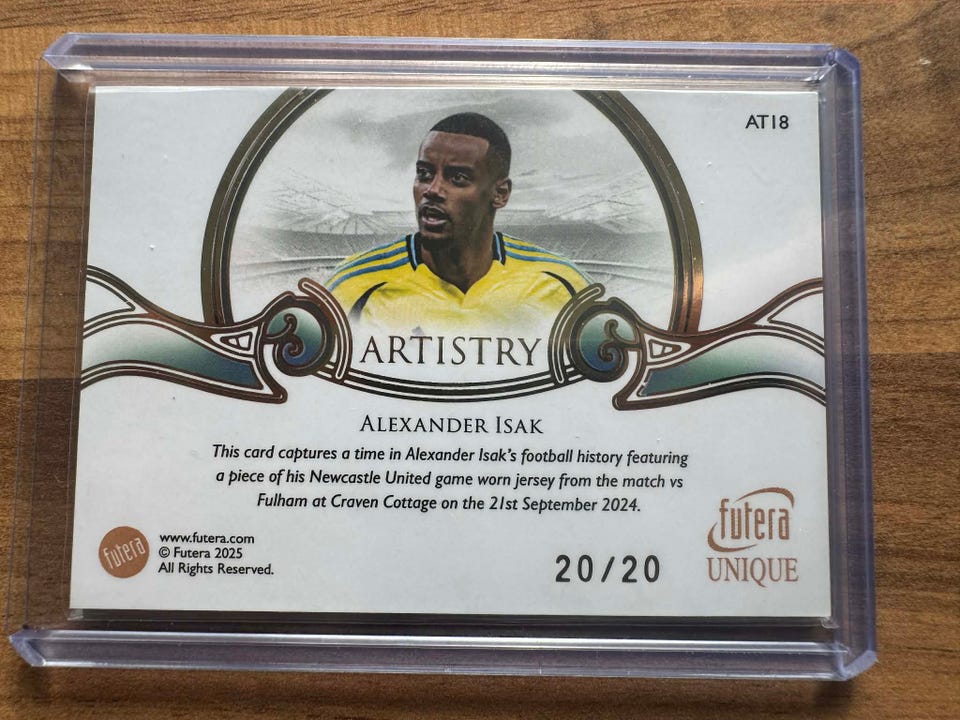 AT18
ARTISTRY
ALEXANDER ISAK
This card captures a time in Alexander Isak's football history featuring
a piece of his Newcastle United game worn jersey from the match vs
Fulham at Craven Cottage on the 21st September 2024.
futera
www.futera.com
© Futera 2025
All Rights Reserved.
20/20
futera
UNIQUE